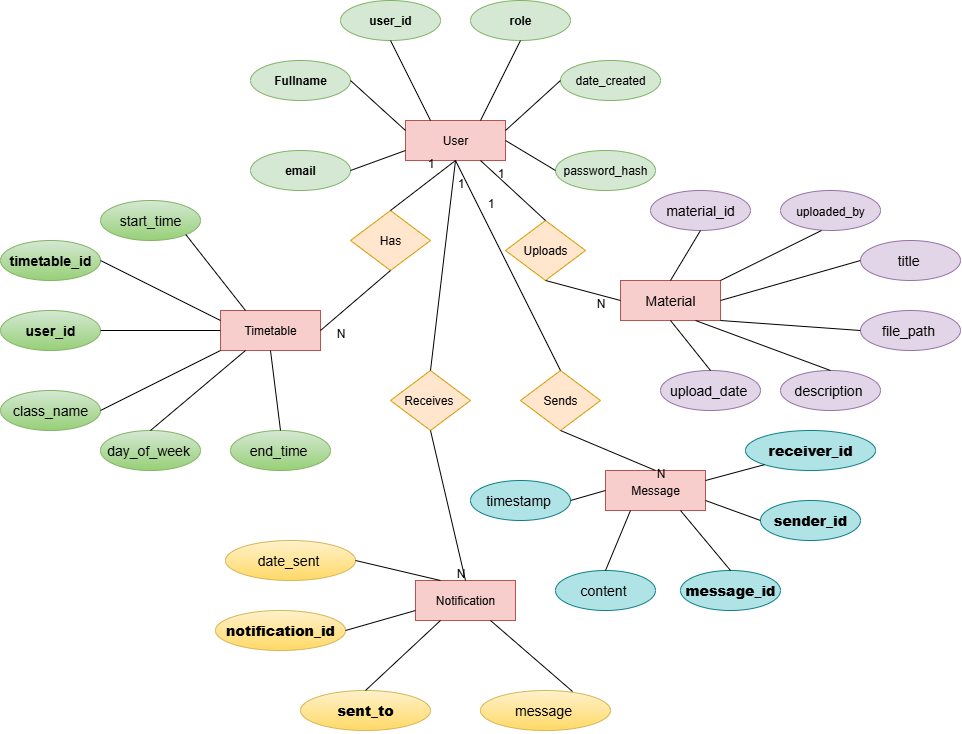 user_id
role
Fullname
date_created
User
email
password_hash
1
1
1
1
start_time
material_id
uploaded_by
Has
Uploads
timetable_id
title
Material
N
user_id
Timetable
N
file_path
upload_date
description
class_name
Receives
Sends
day_of_week
end_time
receiver_id
N
Message
timestamp
sender_id
date_sent
N
content
message_id
Notification
notification_id
sent_to
message